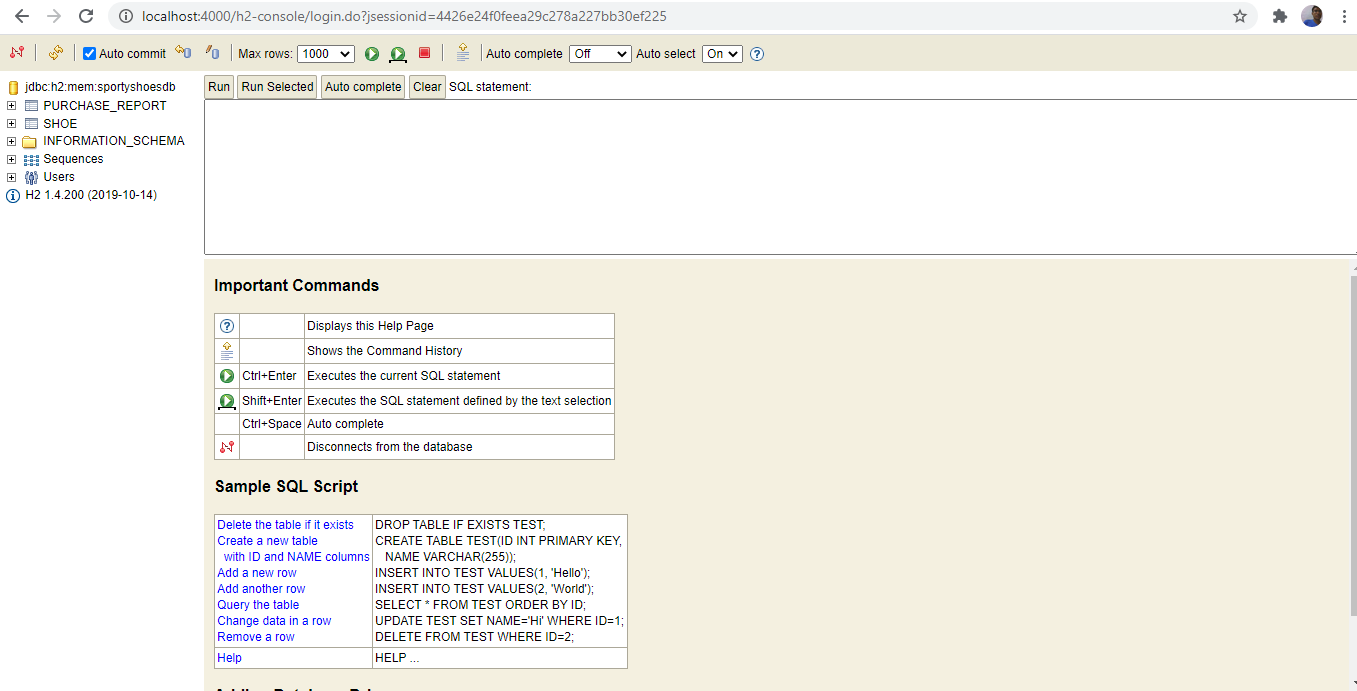 localhost:4000/h2-console/login.do?jsessionid=4426e24f0feea29c278a227bb30ef225
Auto commit Max rows: 1000 Auto complete Off Auto select On
jdbc:h2:mem:sportyshoesdb
PURCHASE_REPORT
SHOE
INFORMATION_SCHEMA
Sequences
Users
H2 1.4.200 (2019-10-14)
Run Run Selected Auto complete Clear SQL statement:
Important Commands
Displays this Help Page
Shows the Command History
Ctrl+Enter Executes the current SQL statement
Shift+Enter Executes the SQL statement defined by the text selection
Ctrl+Space Auto complete
Disconnects from the database
Sample SQL Script
Delete the table if it exists DROP TABLE IF EXISTS TEST;
Create a new table CREATE TABLE TEST(ID INT PRIMARY KEY,
with ID and NAME columns NAME VARCHAR(255));
Add a new row INSERT INTO TEST VALUES(1, 'Hello');
Add another row INSERT INTO TEST VALUES(2, 'World');
Query the table SELECT * FROM TEST ORDER BY ID;
Change data in a row UPDATE TEST SET NAME='Hi' WHERE ID=1;
Remove a row DELETE FROM TEST WHERE ID=2;
Help HELP ...